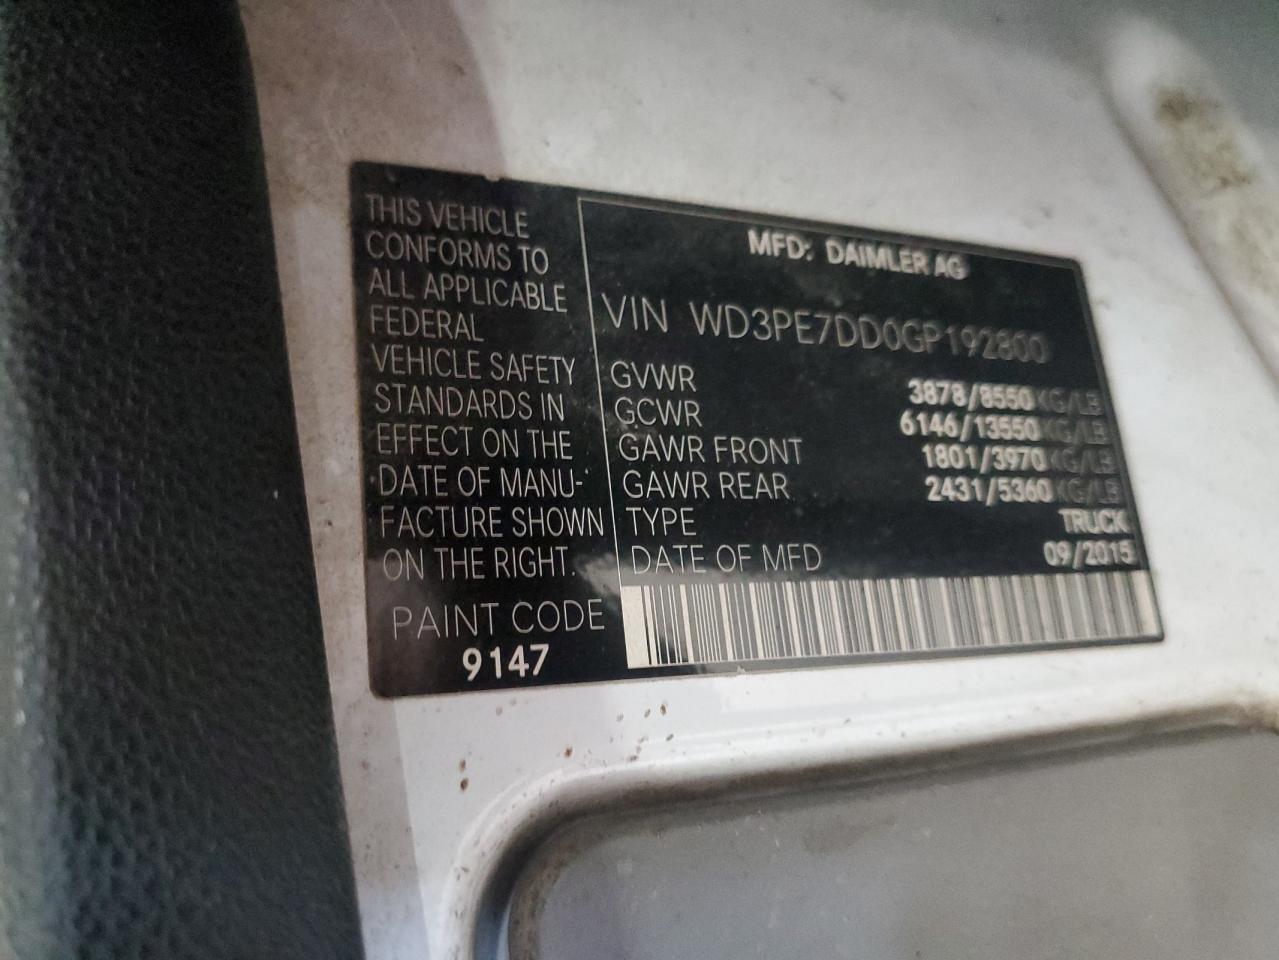 THIS VEHICLE
CONFORMS TO
ALL APPLICABLE
FEDERAL
VEHICLE SAFETY
STANDARDS IN
EFFECT ON THE
DATE OF MANU-
FACTURE SHOWN
ON THE RIGHT.
PAINT CODE
9147
MFD: DAIMLER AG
VIN WD3PE7DD0GP192800
GVWR 3878/8550 KG/LB
GCWR 6146/13550 KG/LB
GAWR FRONT 1801/3970 KG/LB
GAWR REAR 2431/5360 KG/LB
TYPE TRUCK
DATE OF MFD 09/2015